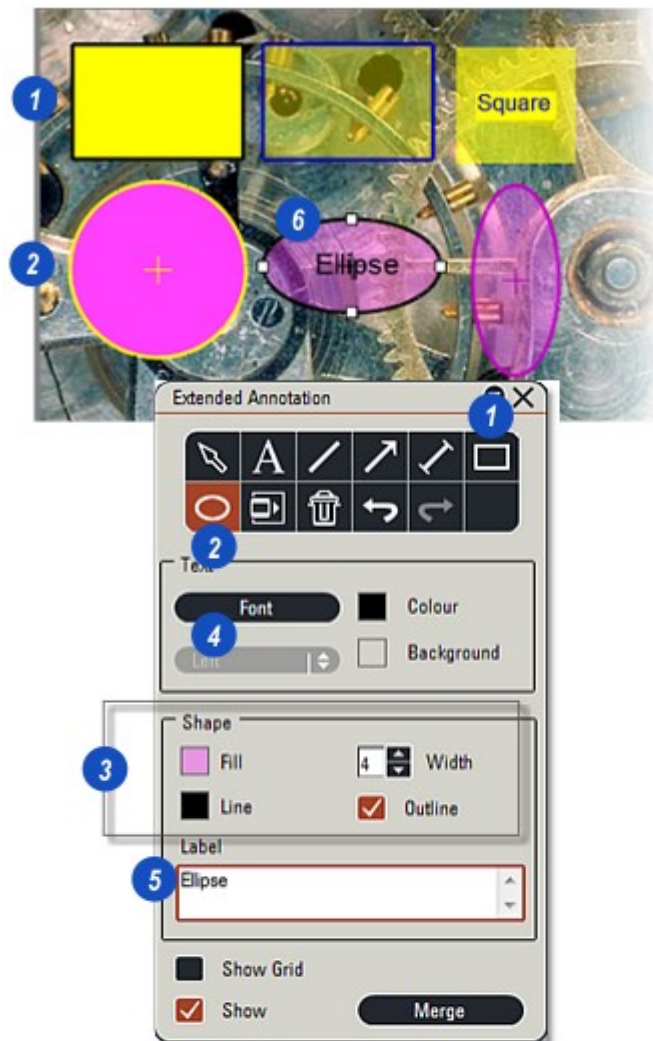 1
Square
6
2
Ellipse
Extended Annotation
1
A
2
Text
Font
Colour
4
Left
Background
Shape
3
Fill
4
Width
Line
Outline
Label
5
Ellipse
Show Grid
Show
Merge